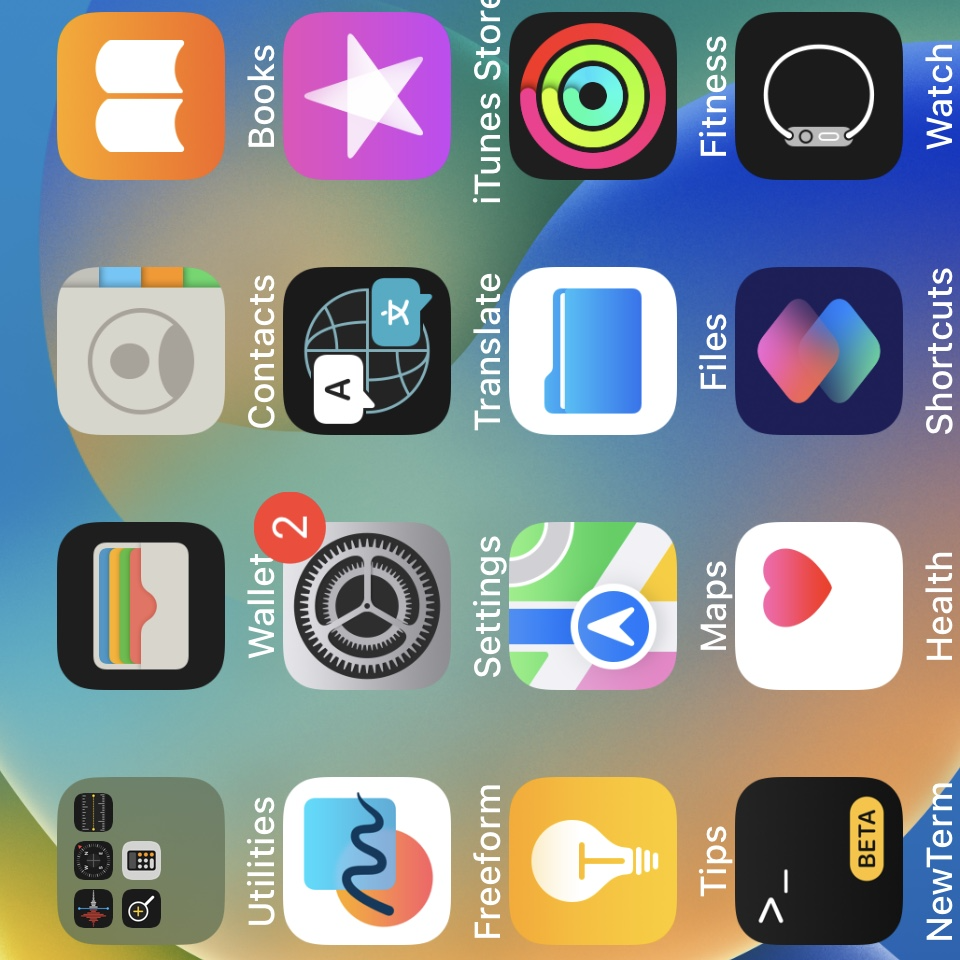 Utilities Wallet Contacts Books
2
A 文
Freeform Settings Translate iTunes Store
Tips Maps Files Fitness
>_
BETA
NewTerm Health Shortcuts Watch